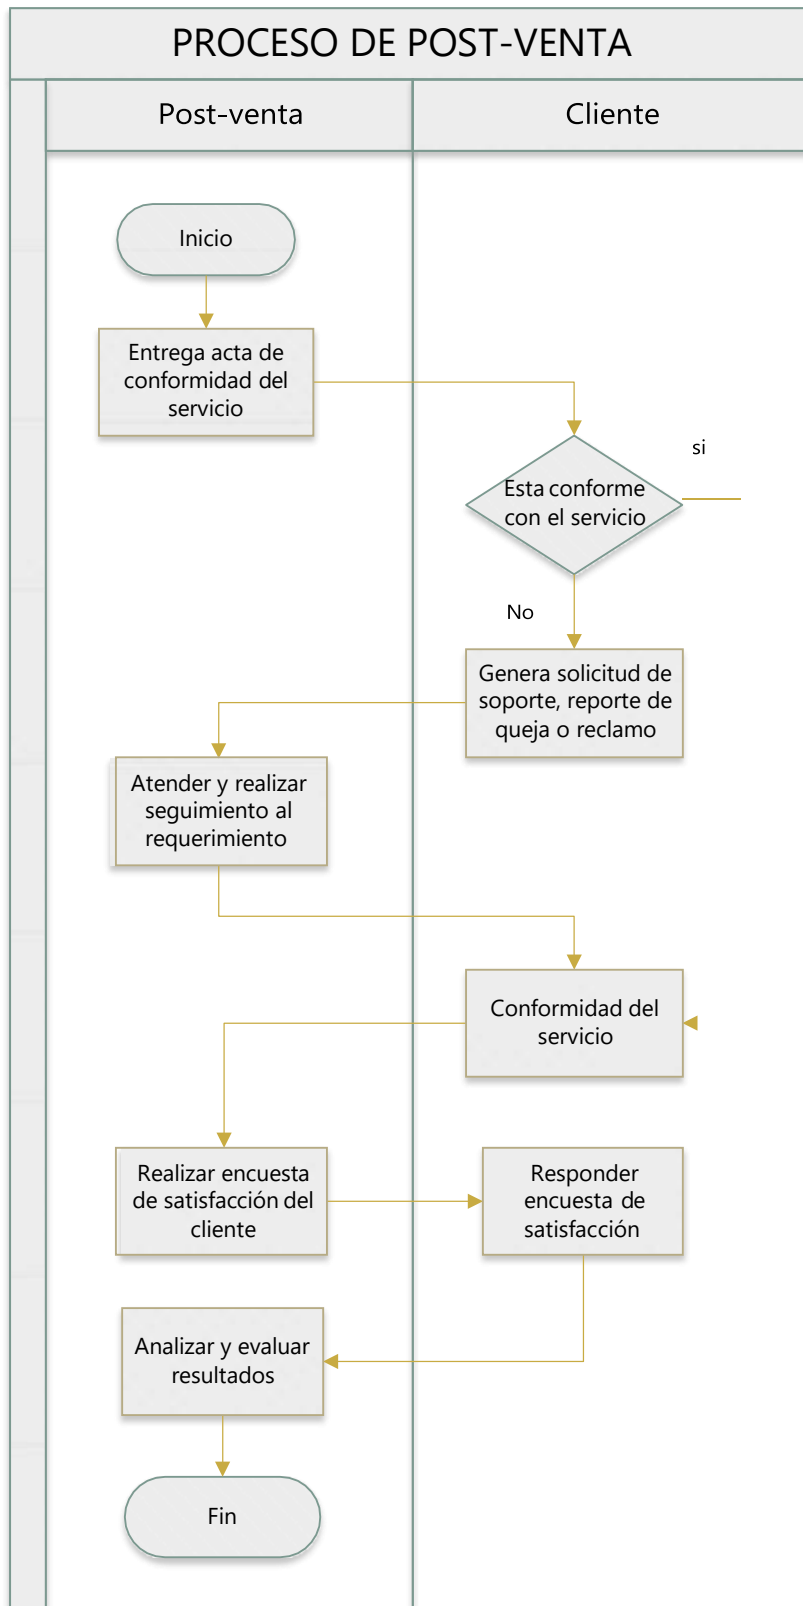 PROCESO DE POST-VENTA
Post-venta
Cliente
Inicio
Entrega acta de
conformidad del
servicio
si
Esta conforme
con el servicio
No
Genera solicitud de
soporte, reporte de
queja o reclamo
Atender y realizar
seguimiento al
requerimiento
Conformidad del
servicio
Realizar encuesta
de satisfacción del
cliente
Responder
encuesta de
satisfacción
Analizar y evaluar
resultados
Fin